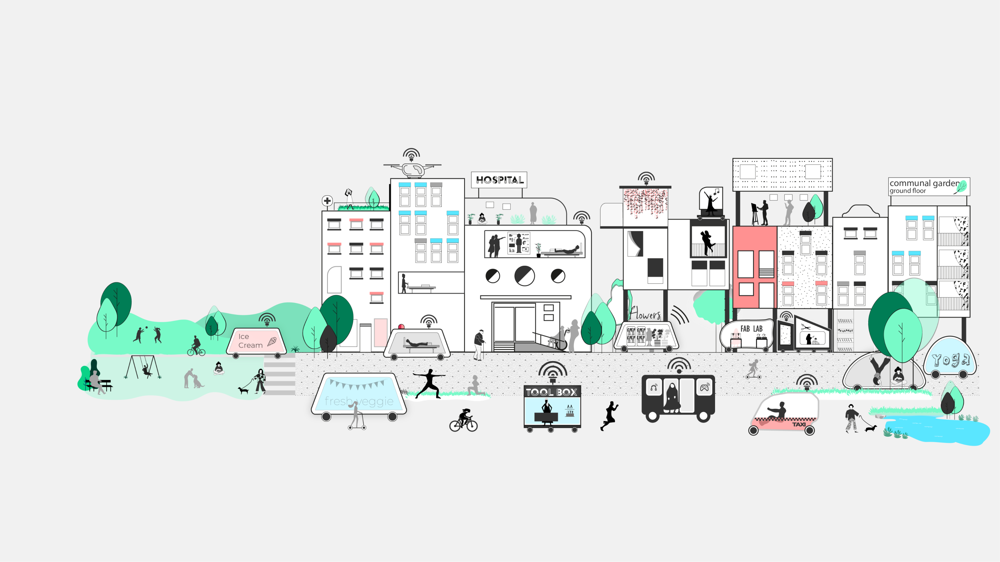 HOSPITAL
communal garden
ground floor
flowers
FAB LAB
Ice
Cream
Yoga
fresh veggie
TOOL BOX
TAXI